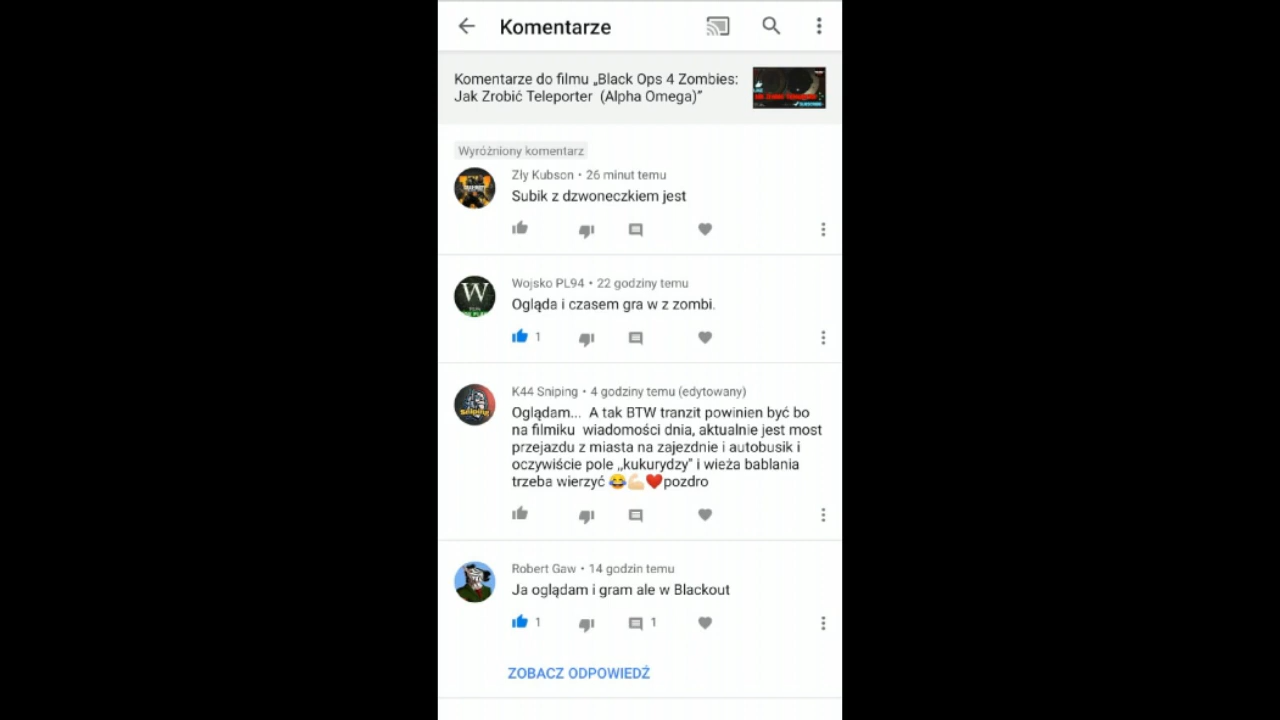 Komentarze
Komentarze do filmu „Black Ops 4 Zombies:
Jak Zrobić Teleporter (Alpha Omega)”
Wyróżniony komentarz
Zły Kubson • 26 minut temu
Subik z dzwoneczkiem jest
Wojsko PL94 • 22 godziny temu
Ogląda i czasem gra w z zombi.
1
K44 Sniping • 4 godziny temu (edytowany)
Oglądam... A tak BTW tranzit powinien być bo
na filmiku wiadomości dnia, aktualnie jest most
przejazdu z miasta na zajezdnie i autobusik i
oczywiście pole ,,kukurydzy" i wieża bablania
trzeba wierzyć 😂💪🏻❤️pozdro
Robert Gaw • 14 godzin temu
Ja oglądam i gram ale w Blackout
1 1
ZOBACZ ODPOWIEDŹ